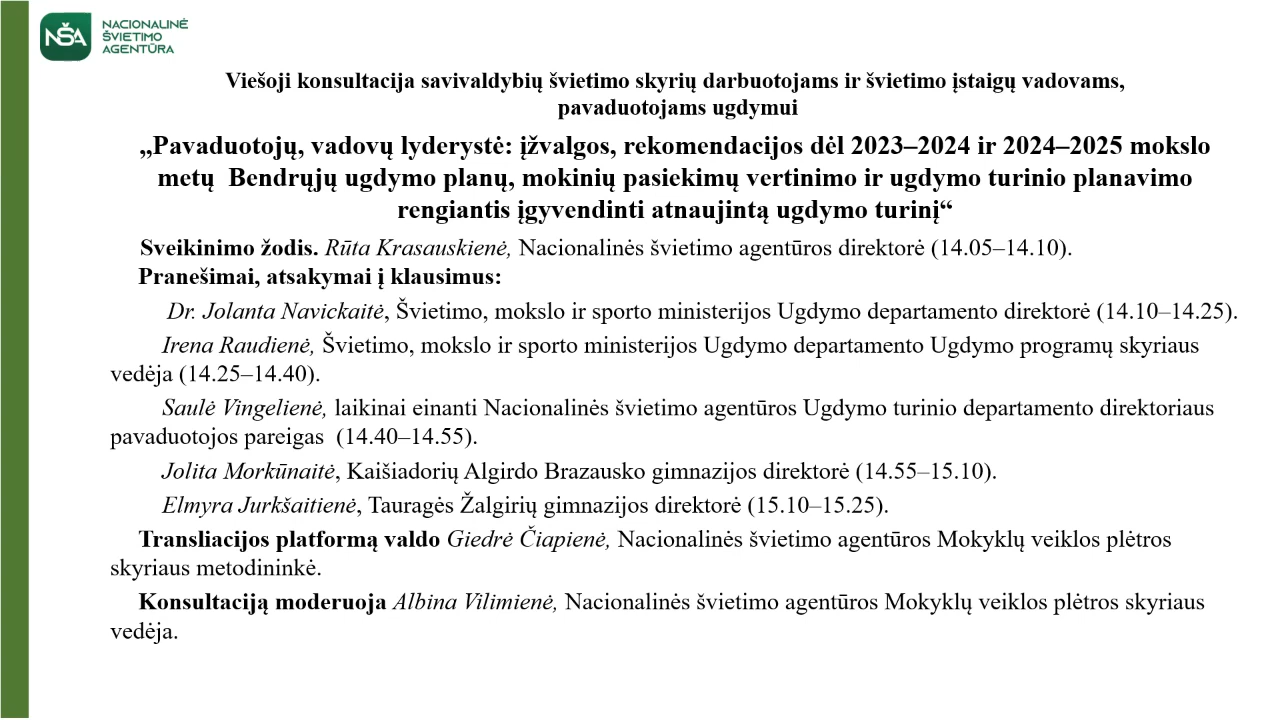 NŠA
NACIONALINĖ
ŠVIETIMO
AGENTŪRA
Viešoji konsultacija savivaldybių švietimo skyrių darbuotojams ir švietimo įstaigų vadovams,
pavaduotojams ugdymui
„Pavaduotojų, vadovų lyderystė: įžvalgos, rekomendacijos dėl 2023–2024 ir 2024–2025 mokslo
metų  Bendrųjų ugdymo planų, mokinių pasiekimų vertinimo ir ugdymo turinio planavimo
rengiantis įgyvendinti atnaujintą ugdymo turinį“
Sveikinimo žodis. Rūta Krasauskienė, Nacionalinės švietimo agentūros direktorė (14.05–14.10).
Pranešimai, atsakymai į klausimus:
Dr. Jolanta Navickaitė, Švietimo, mokslo ir sporto ministerijos Ugdymo departamento direktorė (14.10–14.25).
Irena Raudienė, Švietimo, mokslo ir sporto ministerijos Ugdymo departamento Ugdymo programų skyriaus
vedėja (14.25–14.40).
Saulė Vingelienė, laikinai einanti Nacionalinės švietimo agentūros Ugdymo turinio departamento direktoriaus
pavaduotojos pareigas  (14.40–14.55).
Jolita Morkūnaitė, Kaišiadorių Algirdo Brazausko gimnazijos direktorė (14.55–15.10).
Elmyra Jurkšaitienė, Tauragės Žalgirių gimnazijos direktorė (15.10–15.25).
Transliacijos platformą valdo Giedrė Čiapienė, Nacionalinės švietimo agentūros Mokyklų veiklos plėtros
skyriaus metodininkė.
Konsultaciją moderuoja Albina Vilimienė, Nacionalinės švietimo agentūros Mokyklų veiklos plėtros skyriaus
vedėja.